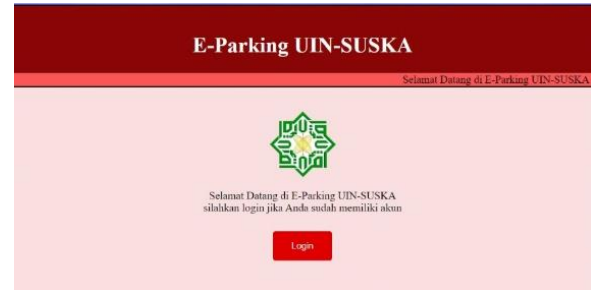 E-Parking UIN-SUSKA
Selamat Datang di E-Parking UIN-SUSKA
Selamat Datang di E-Parking UIN-SUSKA
silahkan login jika Anda sudah memiliki akun
Login